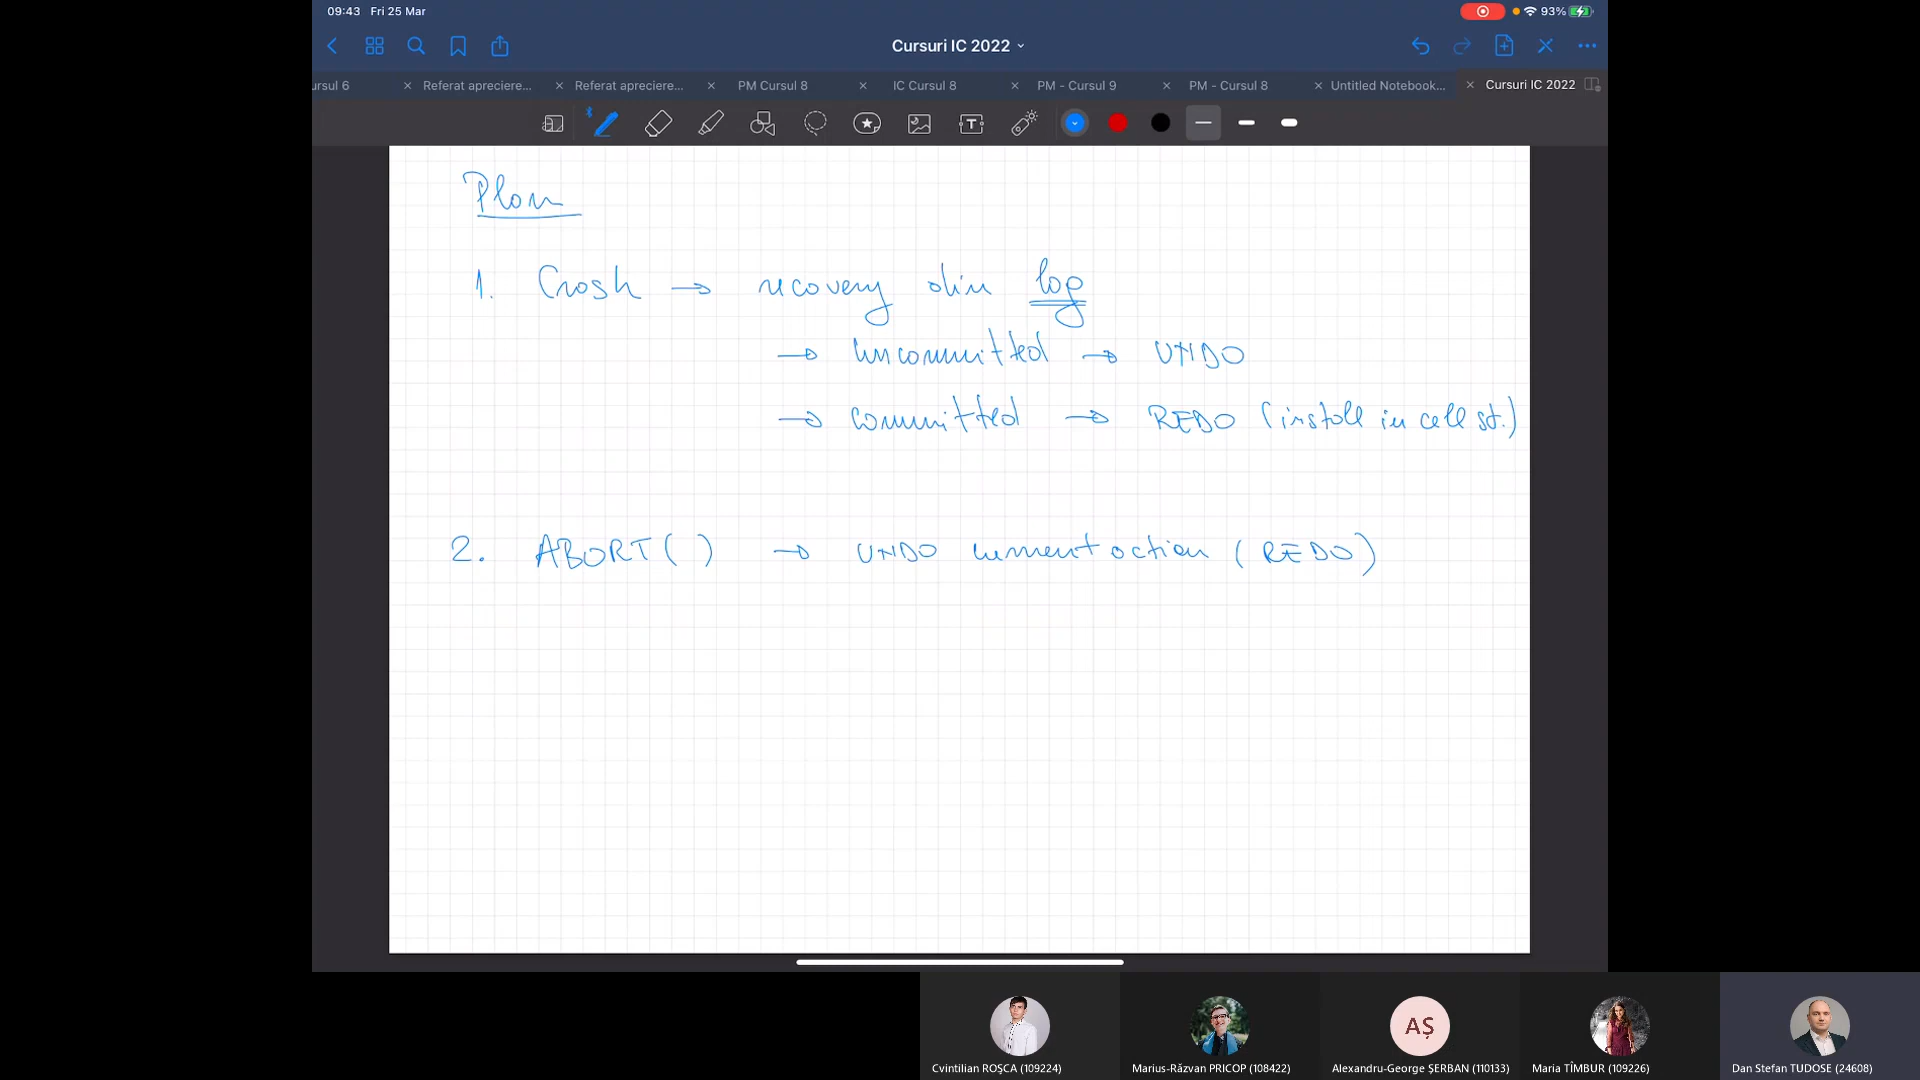 09:43 Fri 25 Mar
93%
Cursuri IC 2022
ursul 6
Referat apreciere...
Referat apreciere...
PM Cursul 8
IC Cursul 8
PM - Cursul 9
PM - Cursul 8
Untitled Notebook...
Cursuri IC 2022
Plan
1. Crash → recovery din log
→ uncommitted → UNDO
→ committed → REDO (install in cell st.)
2. ABORT( ) → UNDO current action (REDO)
AȘ
Cvintilian ROȘCA (109224)
Marius-Răzvan PRICOP (108422)
Alexandru-George ȘERBAN (110133)
Maria TÎMBUR (109226)
Dan Stefan TUDOSE (24608)